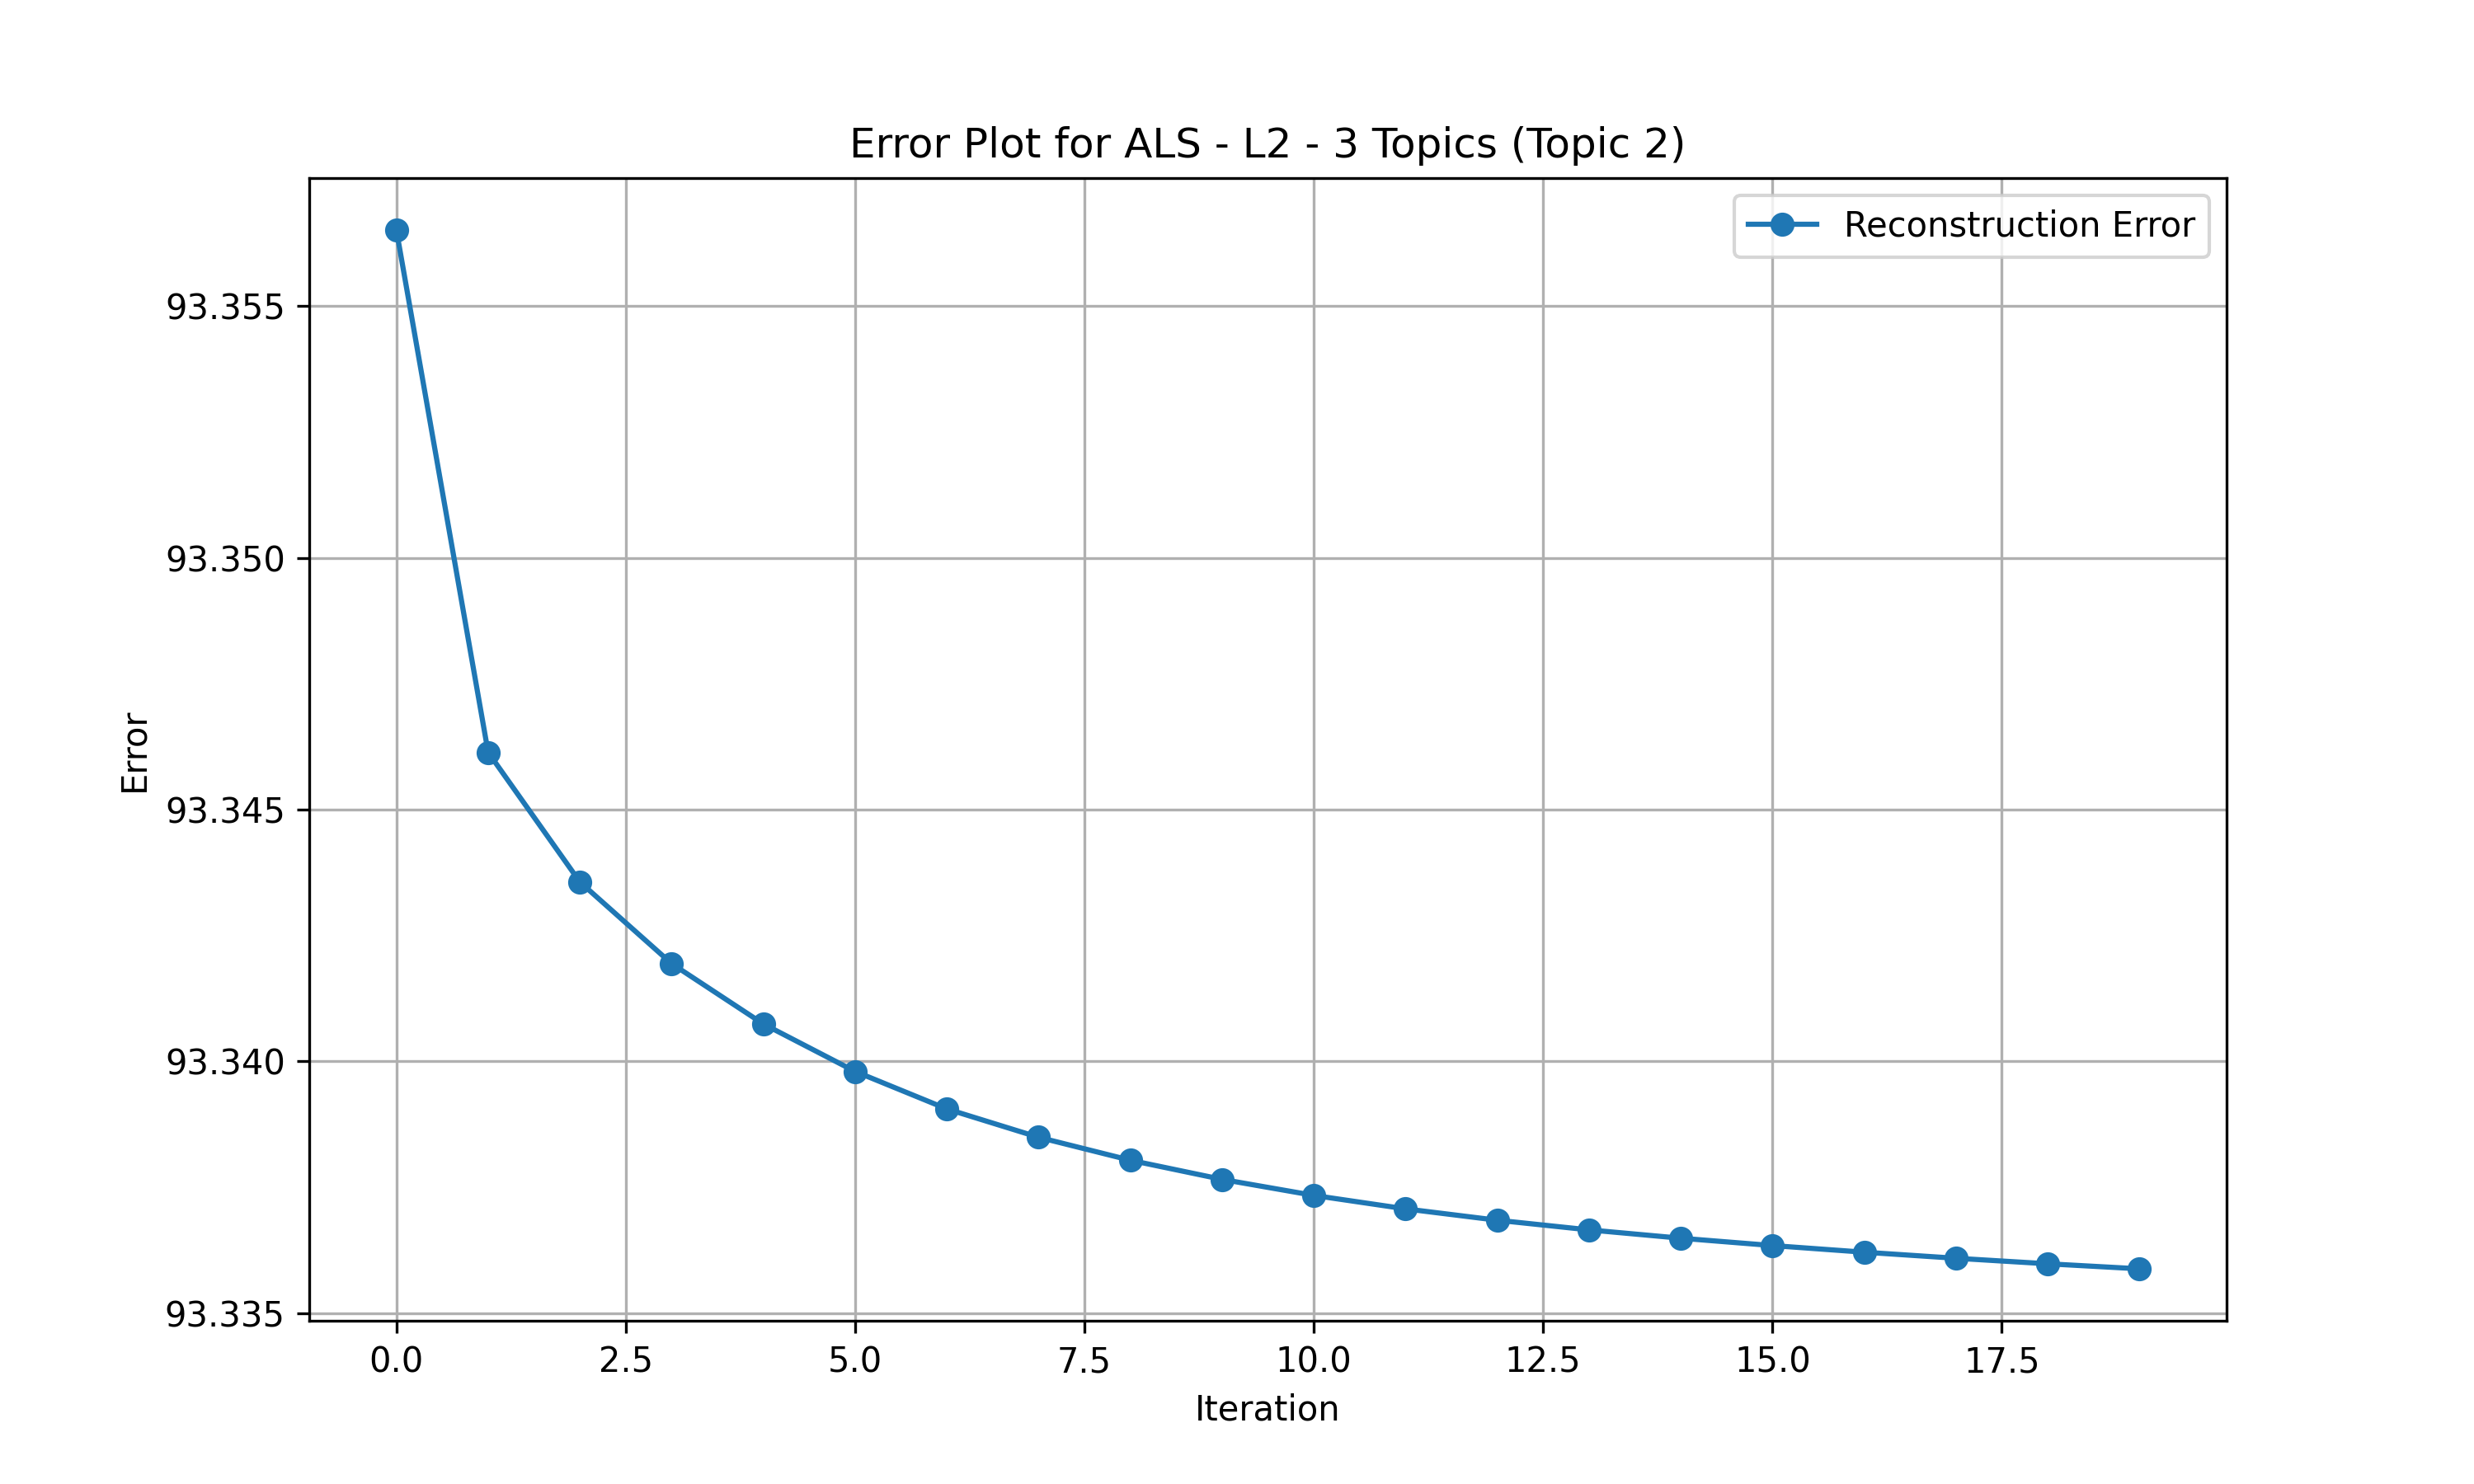 Error Plot for ALS - L2 - 3 Topics (Topic 2)
Reconstruction Error
93.355
93.350
93.345
93.340
93.335
Error
0.0 2.5 5.0 7.5 10.0 12.5 15.0 17.5
Iteration